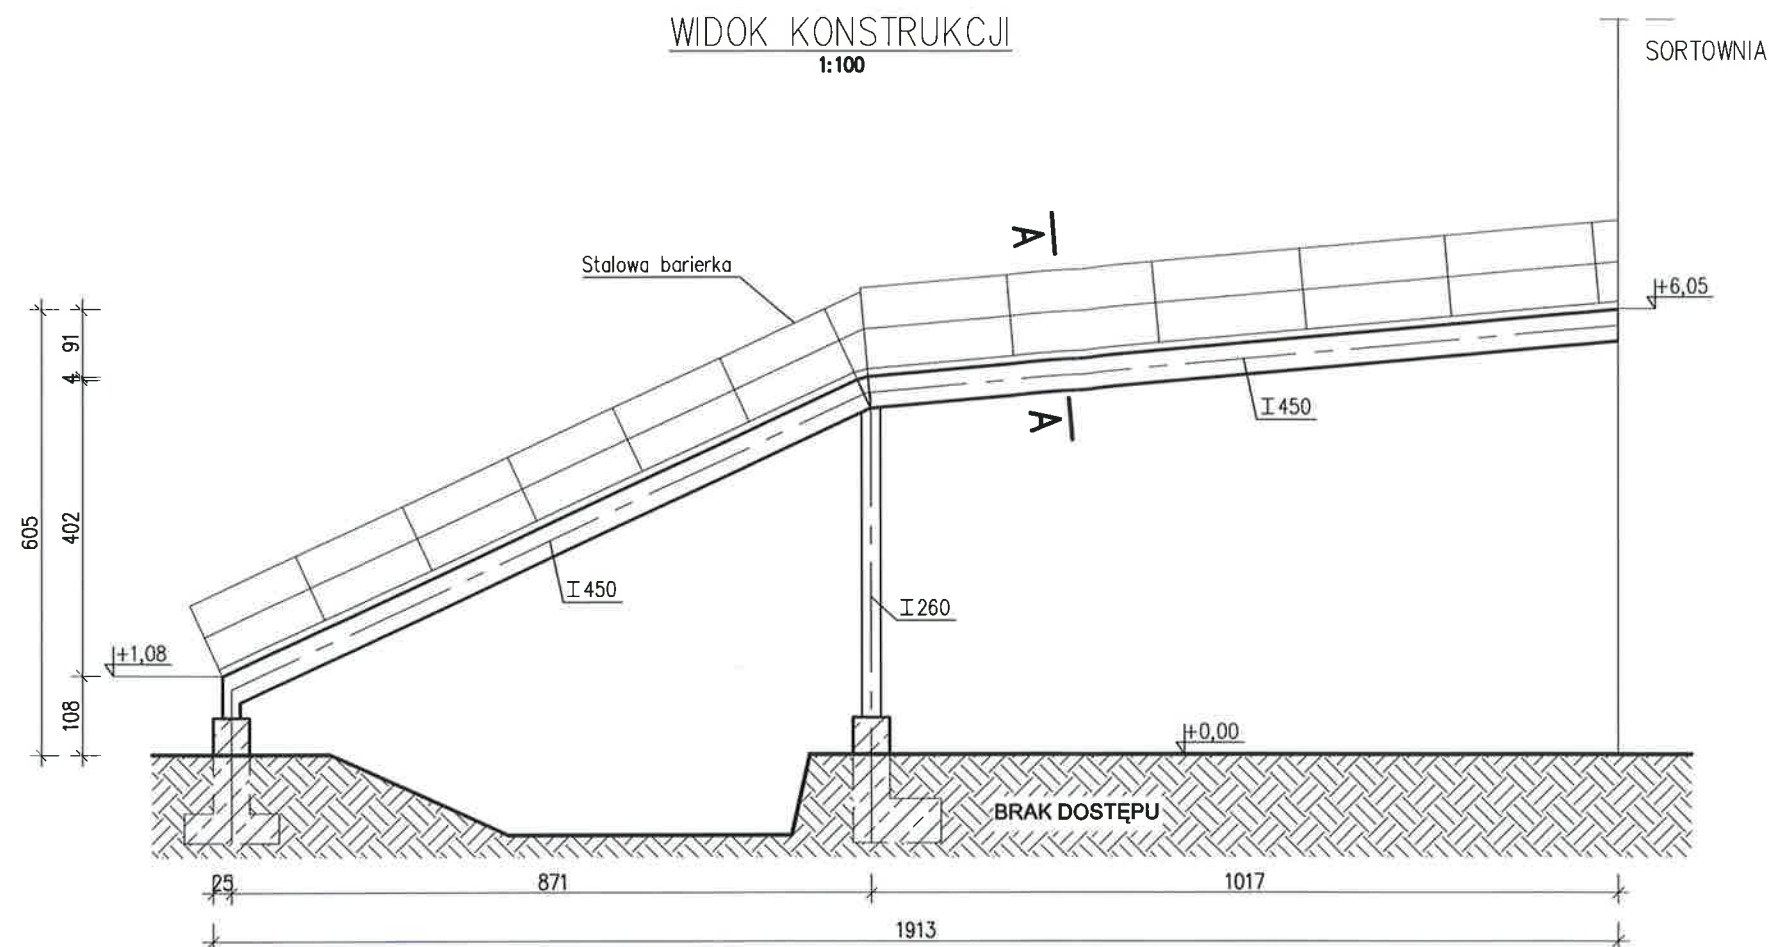 WIDOK KONSTRUKCJI
1:100
SORTOWNIA
A
Stalowa barierka
+6,05
91
4
I450
A
605
402
I450
I260
+1,08
108
+0,00
BRAK DOSTĘPU
25
871
1017
1913